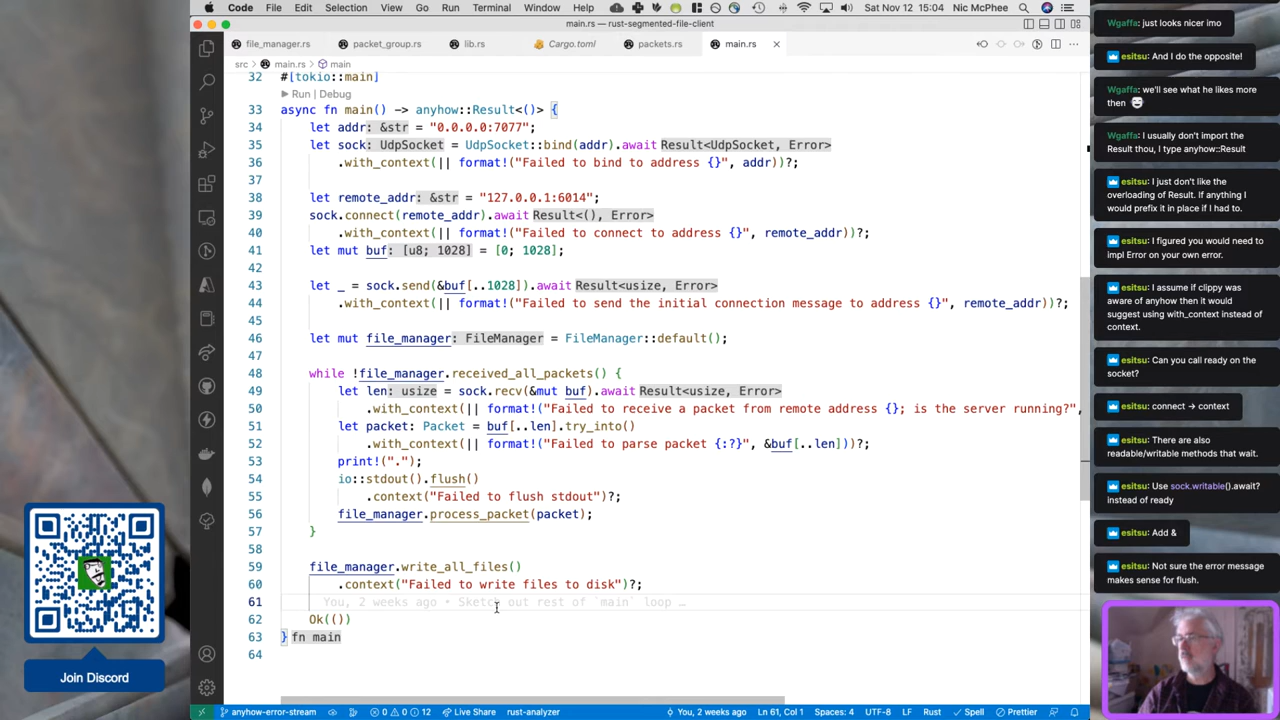 Code File Edit Selection View Go Run Terminal Window Help
Sat Nov 12 15:04 Nic McPhee
main.rs — rust-segmented-file-client
file_manager.rs packet_group.rs lib.rs Cargo.toml packets.rs main.rs
src > main.rs > main
32 #[tokio::main]
Run | Debug
33 async fn main() -> anyhow::Result<()> {
34 let addr: &str = "0.0.0.0:7077";
35 let sock: UdpSocket = UdpSocket::bind(addr).await Result<UdpSocket, Error>
36 .with_context(|| format!("Failed to bind to address {}", addr))?;
37
38 let remote_addr: &str = "127.0.0.1:6014";
39 sock.connect(remote_addr).await Result<(), Error>
40 .with_context(|| format!("Failed to connect to address {}", remote_addr))?;
41 let mut buf: [u8; 1028] = [0; 1028];
42
43 let _ = sock.send(&buf[..1028]).await Result<usize, Error>
44 .with_context(|| format!("Failed to send the initial connection message to address {}", remote_addr))?;
45
46 let mut file_manager: FileManager = FileManager::default();
47
48 while !file_manager.received_all_packets() {
49 let len: usize = sock.recv(&mut buf).await Result<usize, Error>
50 .with_context(|| format!("Failed to receive a packet from remote address {}; is the server running?",
51 let packet: Packet = buf[..len].try_into()
52 .with_context(|| format!("Failed to parse packet {:?}", &buf[..len]))?;
53 print!(".");
54 io::stdout().flush()
55 .context("Failed to flush stdout")?;
56 file_manager.process_packet(packet);
57 }
58
59 file_manager.write_all_files()
60 .context("Failed to write files to disk")?;
61 You, 2 weeks ago • Sketch out rest of `main` loop …
62 Ok(())
63 } fn main
64
anyhow-error-stream 0 0 12 Live Share rust-analyzer You, 2 weeks ago Ln 61, Col 1 Spaces: 4 UTF-8 LF Rust Spell Prettier
Join Discord
Wgaffa: just looks nicer imo
esitsu: And I do the opposite!
Wgaffa: we'll see what he likes more
then
Wgaffa: I usually don't import the
Result thou, I type anyhow::Result
esitsu: I just don't like the
overloading of Result. If anything I
would prefix it in place if I had to.
esitsu: I figured you would need to
impl Error on your own error.
esitsu: I assume if clippy was
aware of anyhow then it would
suggest using with_context instead of
context.
esitsu: Can you call ready on the
socket?
esitsu: connect -> context
esitsu: There are also
readable/writable methods that wait.
esitsu: Use sock.writable().await?
instead of ready
esitsu: Add &
esitsu: Not sure the error message
makes sense for flush.